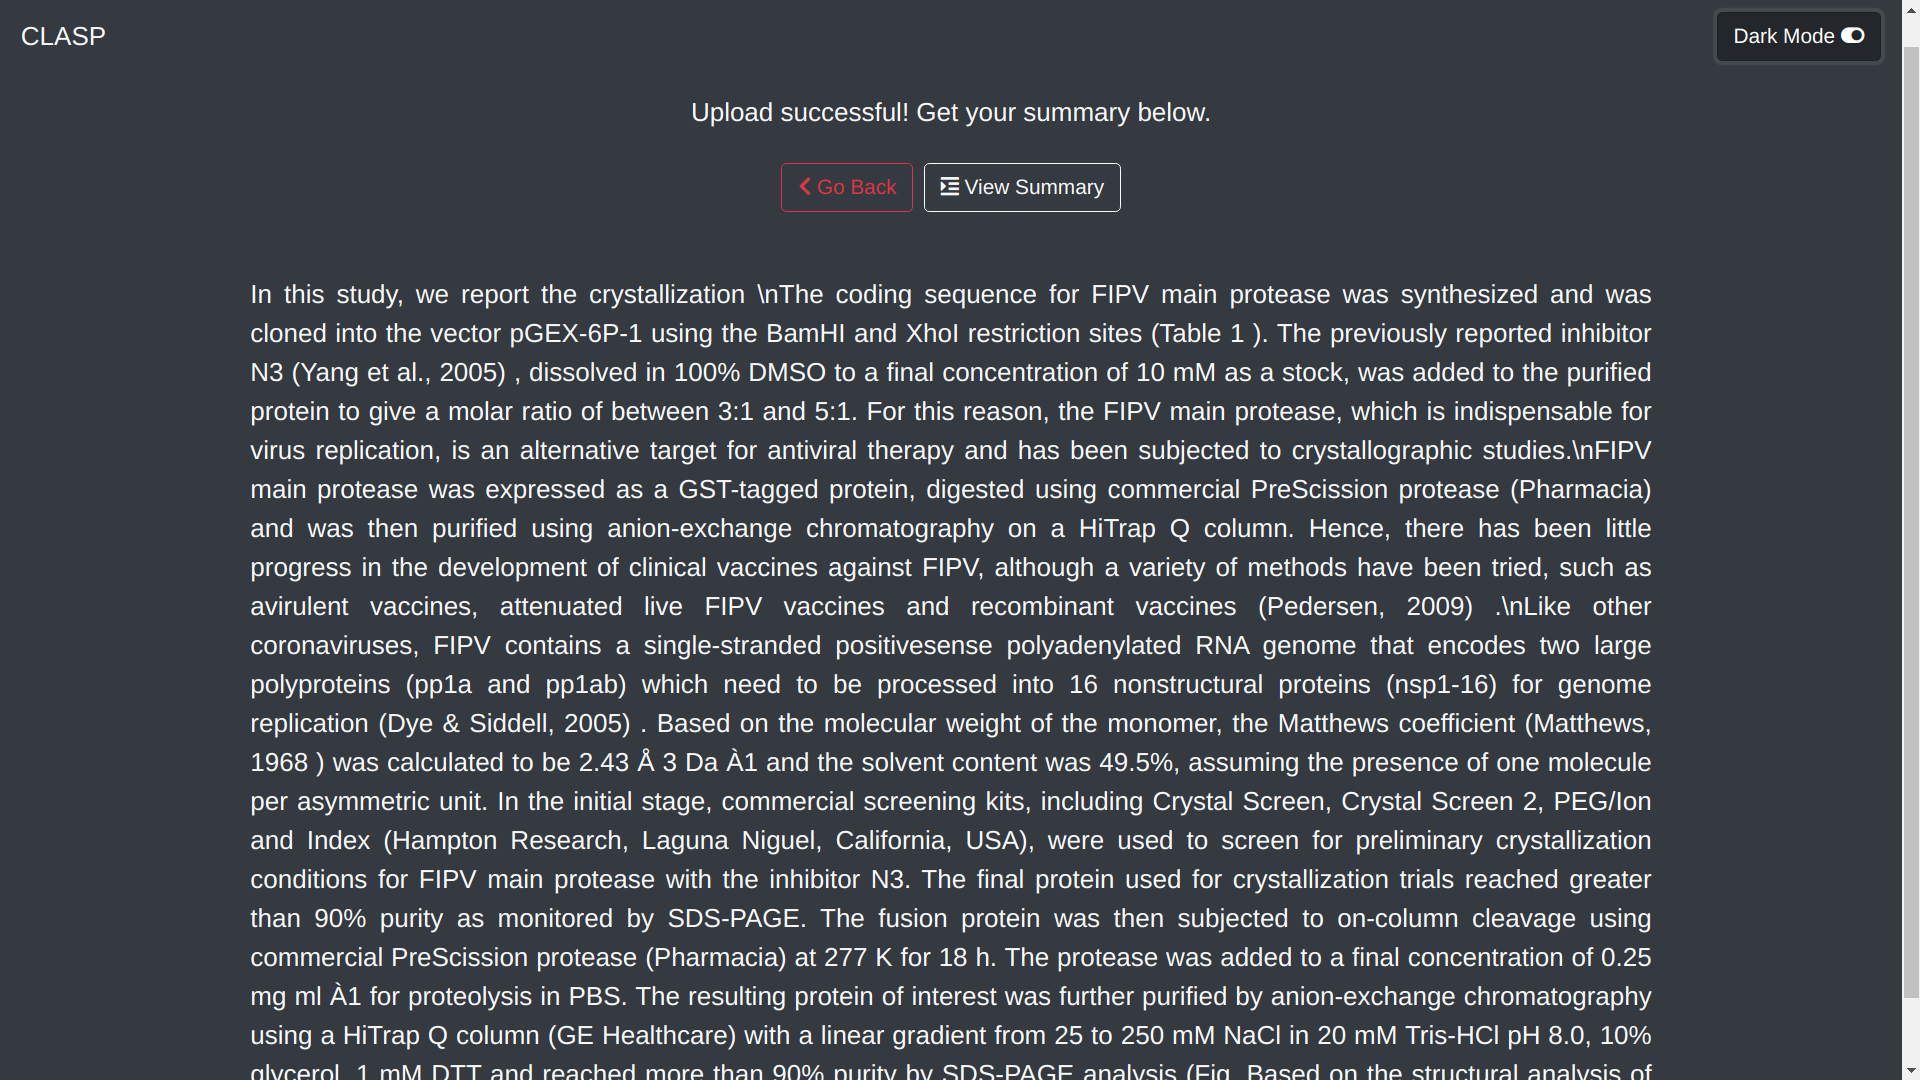 CLASP
Dark Mode
Upload successful! Get your summary below.
Go Back
View Summary
In this study, we report the crystallization \nThe coding sequence for FIPV main protease was synthesized and was
cloned into the vector pGEX-6P-1 using the BamHI and XhoI restriction sites (Table 1 ). The previously reported inhibitor
N3 (Yang et al., 2005) , dissolved in 100% DMSO to a final concentration of 10 mM as a stock, was added to the purified
protein to give a molar ratio of between 3:1 and 5:1. For this reason, the FIPV main protease, which is indispensable for
virus replication, is an alternative target for antiviral therapy and has been subjected to crystallographic studies.\nFIPV
main protease was expressed as a GST-tagged protein, digested using commercial PreScission protease (Pharmacia)
and was then purified using anion-exchange chromatography on a HiTrap Q column. Hence, there has been little
progress in the development of clinical vaccines against FIPV, although a variety of methods have been tried, such as
avirulent vaccines, attenuated live FIPV vaccines and recombinant vaccines (Pedersen, 2009) .\nLike other
coronaviruses, FIPV contains a single-stranded positivesense polyadenylated RNA genome that encodes two large
polyproteins (pp1a and pp1ab) which need to be processed into 16 nonstructural proteins (nsp1-16) for genome
replication (Dye & Siddell, 2005) . Based on the molecular weight of the monomer, the Matthews coefficient (Matthews,
1968 ) was calculated to be 2.43 Å 3 Da À1 and the solvent content was 49.5%, assuming the presence of one molecule
per asymmetric unit. In the initial stage, commercial screening kits, including Crystal Screen, Crystal Screen 2, PEG/Ion
and Index (Hampton Research, Laguna Niguel, California, USA), were used to screen for preliminary crystallization
conditions for FIPV main protease with the inhibitor N3. The final protein used for crystallization trials reached greater
than 90% purity as monitored by SDS-PAGE. The fusion protein was then subjected to on-column cleavage using
commercial PreScission protease (Pharmacia) at 277 K for 18 h. The protease was added to a final concentration of 0.25
mg ml À1 for proteolysis in PBS. The resulting protein of interest was further purified by anion-exchange chromatography
using a HiTrap Q column (GE Healthcare) with a linear gradient from 25 to 250 mM NaCl in 20 mM Tris-HCl pH 8.0, 10%
glycerol, 1 mM DTT and reached more than 90% purity by SDS-PAGE analysis (Fig. Based on the structural analysis of